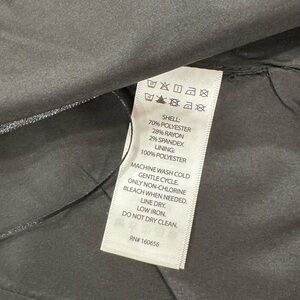 SHELL:
70% POLYESTER
28% RAYON
2% SPANDEX
LINING:
100% POLYESTER
MACHINE WASH COLD
GENTLE CYCLE.
ONLY NON-CHLORINE
BLEACH WHEN NEEDED.
LINE DRY.
LOW IRON.
DO NOT DRY CLEAN.
RN# 160656